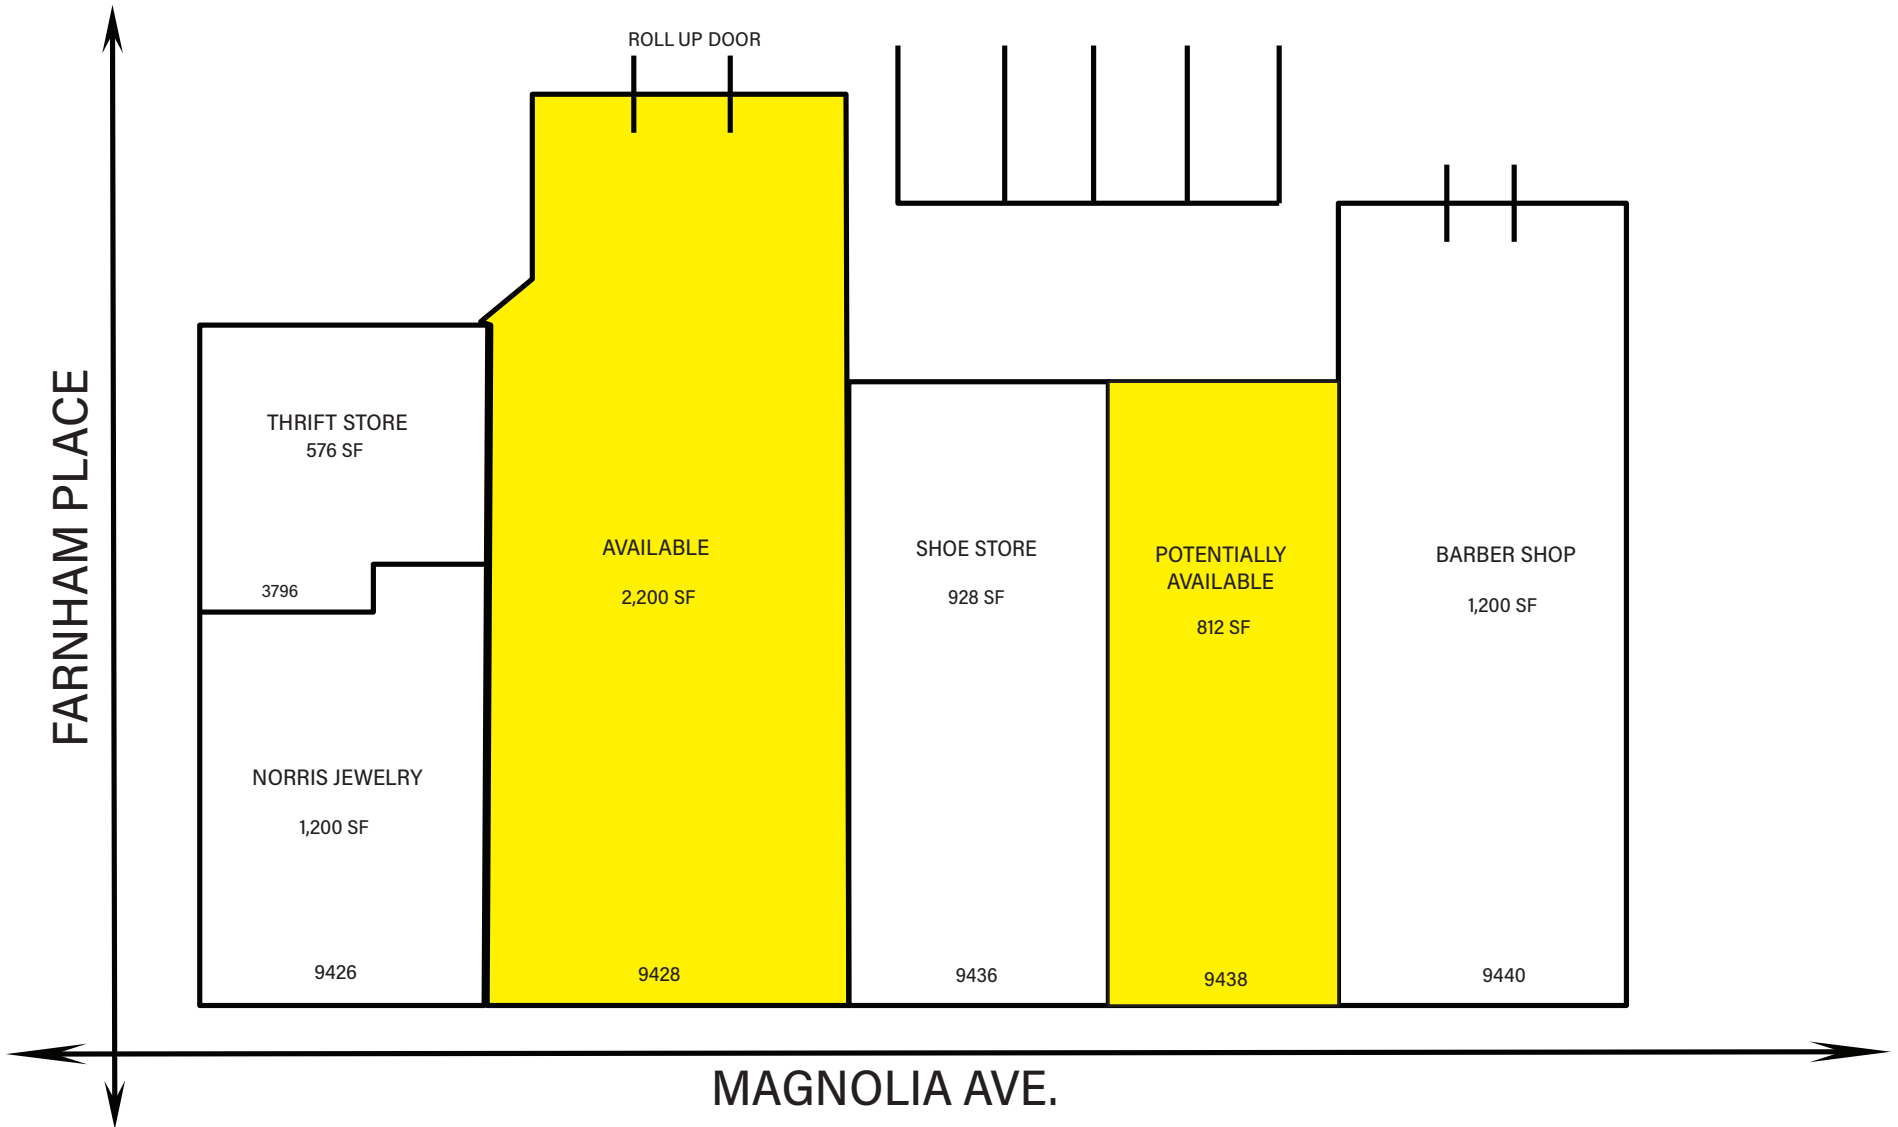 ROLL UP DOOR
FARNHAM PLACE
THRIFT STORE
576 SF
3796
NORRIS JEWELRY
1,200 SF
9426
AVAILABLE
2,200 SF
9428
SHOE STORE
928 SF
9436
POTENTIALLY
AVAILABLE
812 SF
9438
BARBER SHOP
1,200 SF
9440
MAGNOLIA AVE.